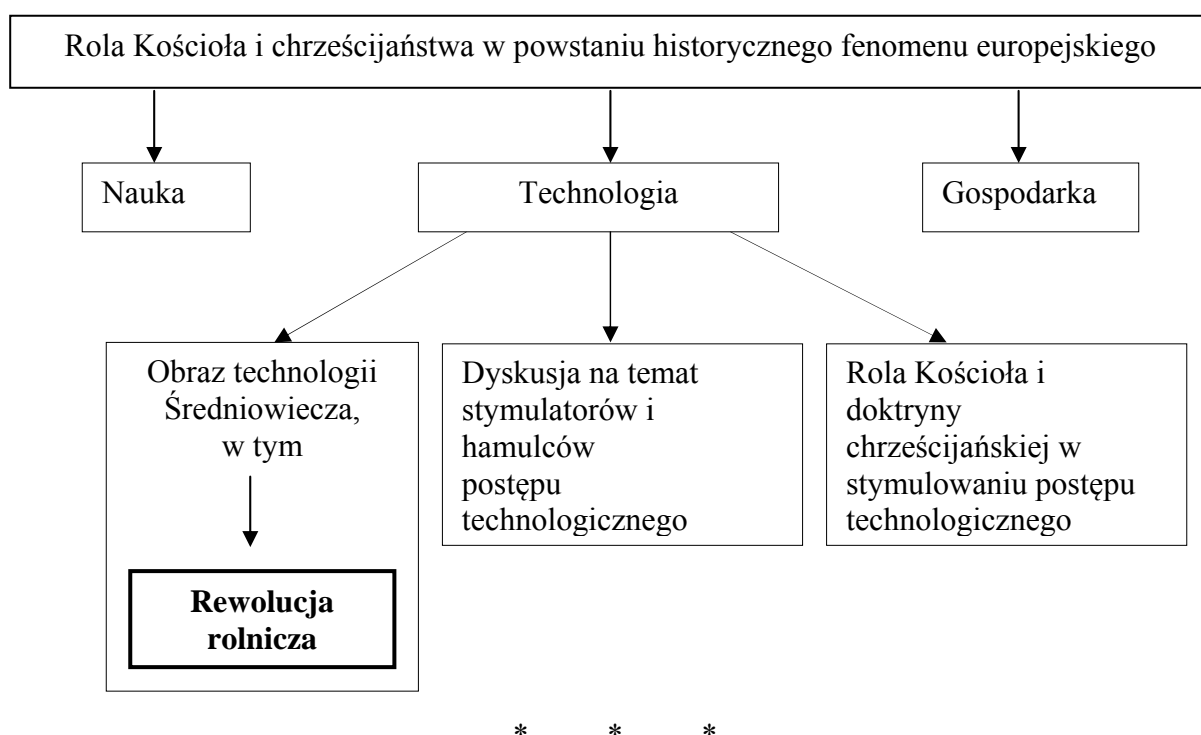 Rola Kościoła i chrześcijaństwa w powstaniu historycznego fenomenu europejskiego
Nauka
Technologia
Gospodarka
Obraz technologii
Średniowiecza,
w tym
Rewolucja
rolnicza
Dyskusja na temat
stymulatorów i
hamulców
postępu
technologicznego
Rola Kościoła i
doktryny
chrześcijańskiej w
stymulowaniu postępu
technologicznego
* * *